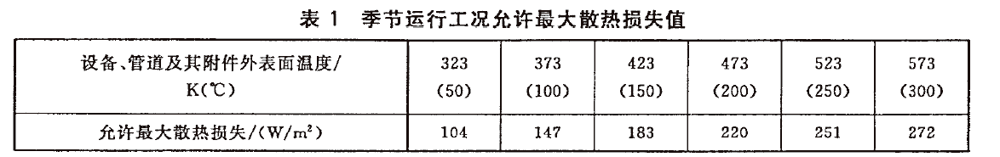 表 1 季节运行工况允许最大散热损失值
设备、管道及其附件外表面温度/ 323 373 423 473 523 573
K(℃) (50) (100) (150) (200) (250) (300)
允许最大散热损失/(W/m²) 104 147 183 220 251 272